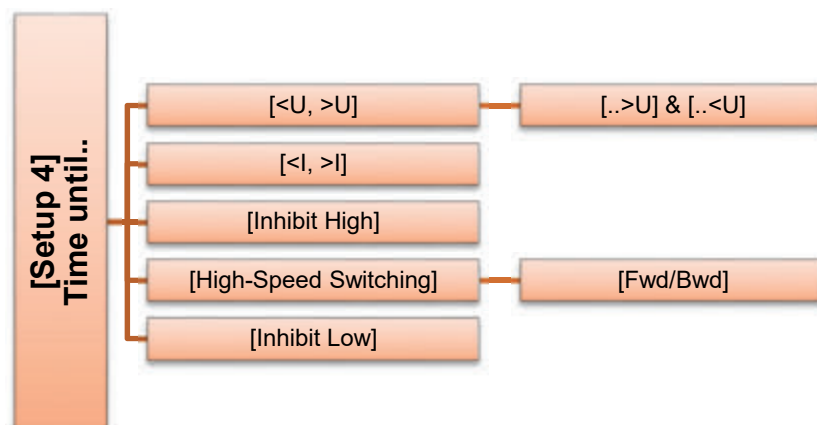 [Setup 4]
Time until..
[<U, >U]
[..>U] & [..<U]
[<I, >I]
[Inhibit High]
[High-Speed Switching]
[Fwd/Bwd]
[Inhibit Low]